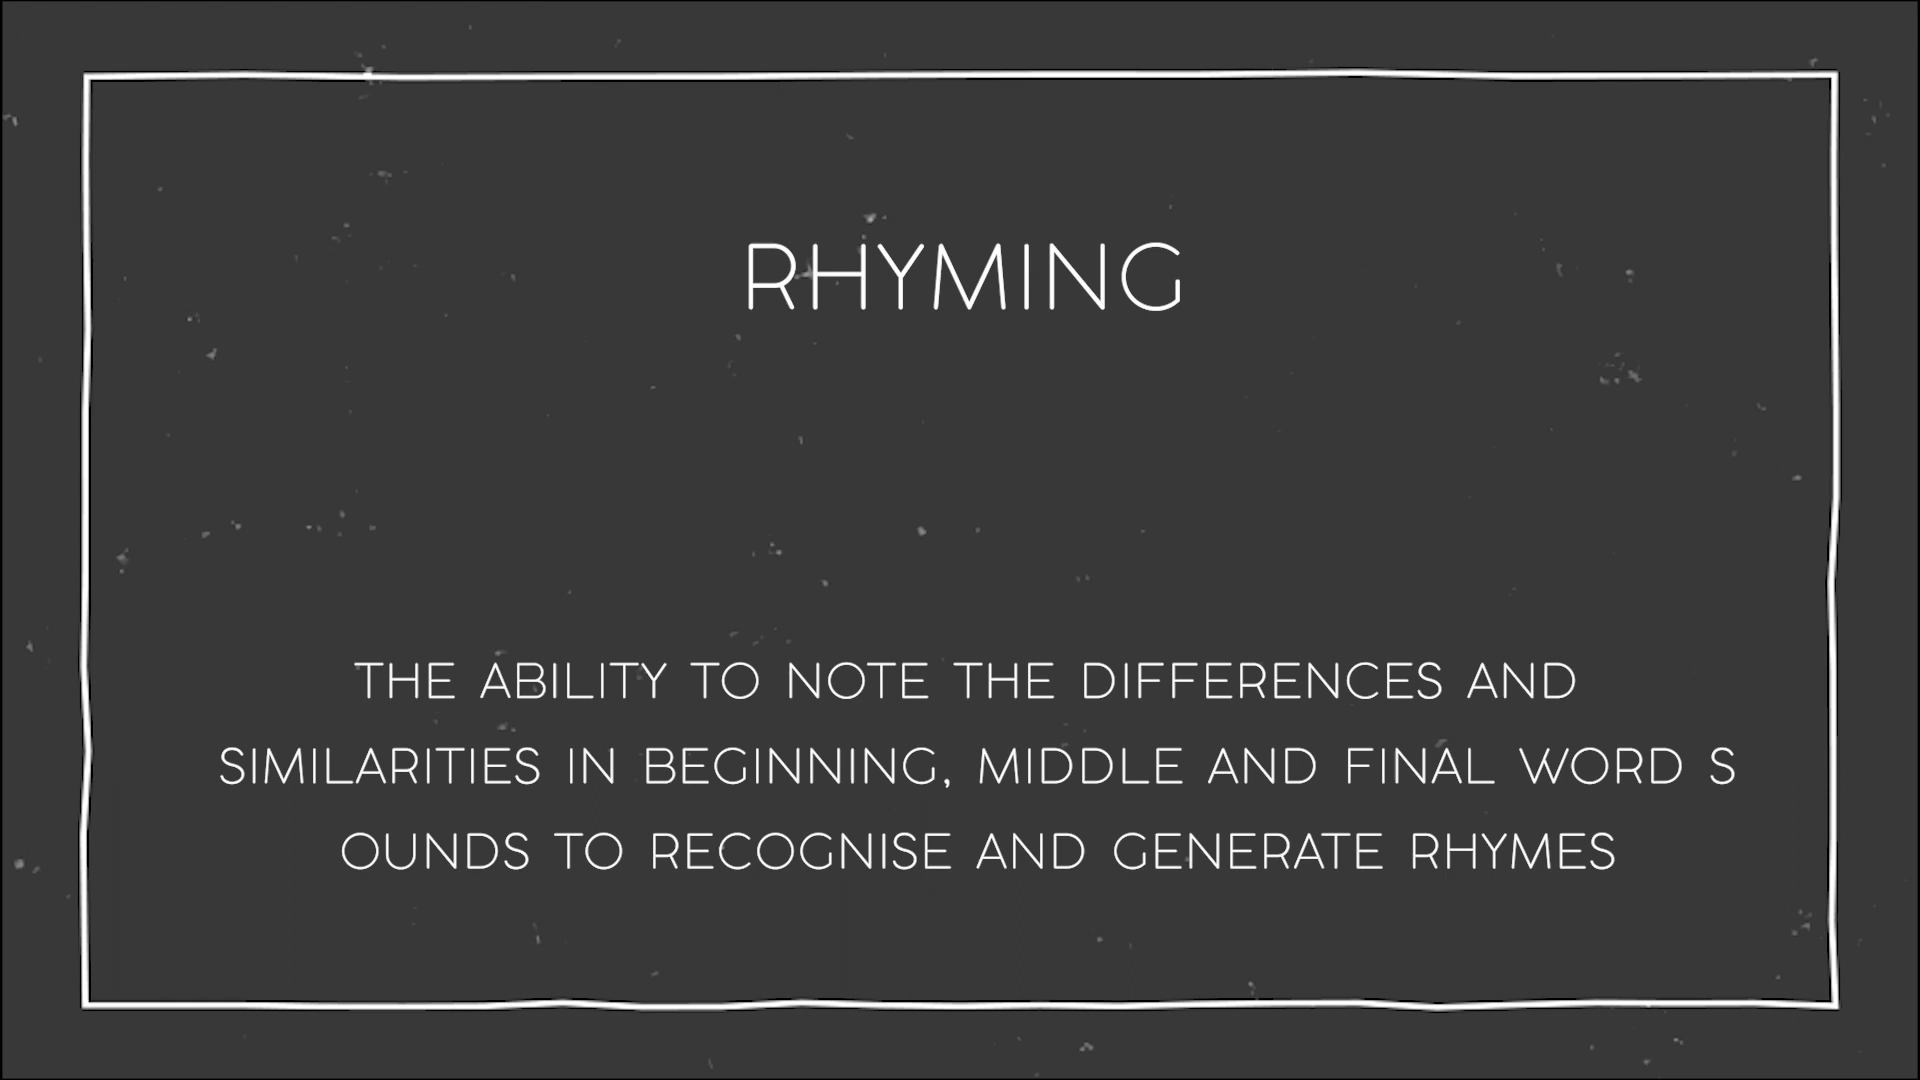 RHYMING
THE ABILITY TO NOTE THE DIFFERENCES AND
SIMILARITIES IN BEGINNING, MIDDLE AND FINAL WORD S
OUNDS TO RECOGNISE AND GENERATE RHYMES